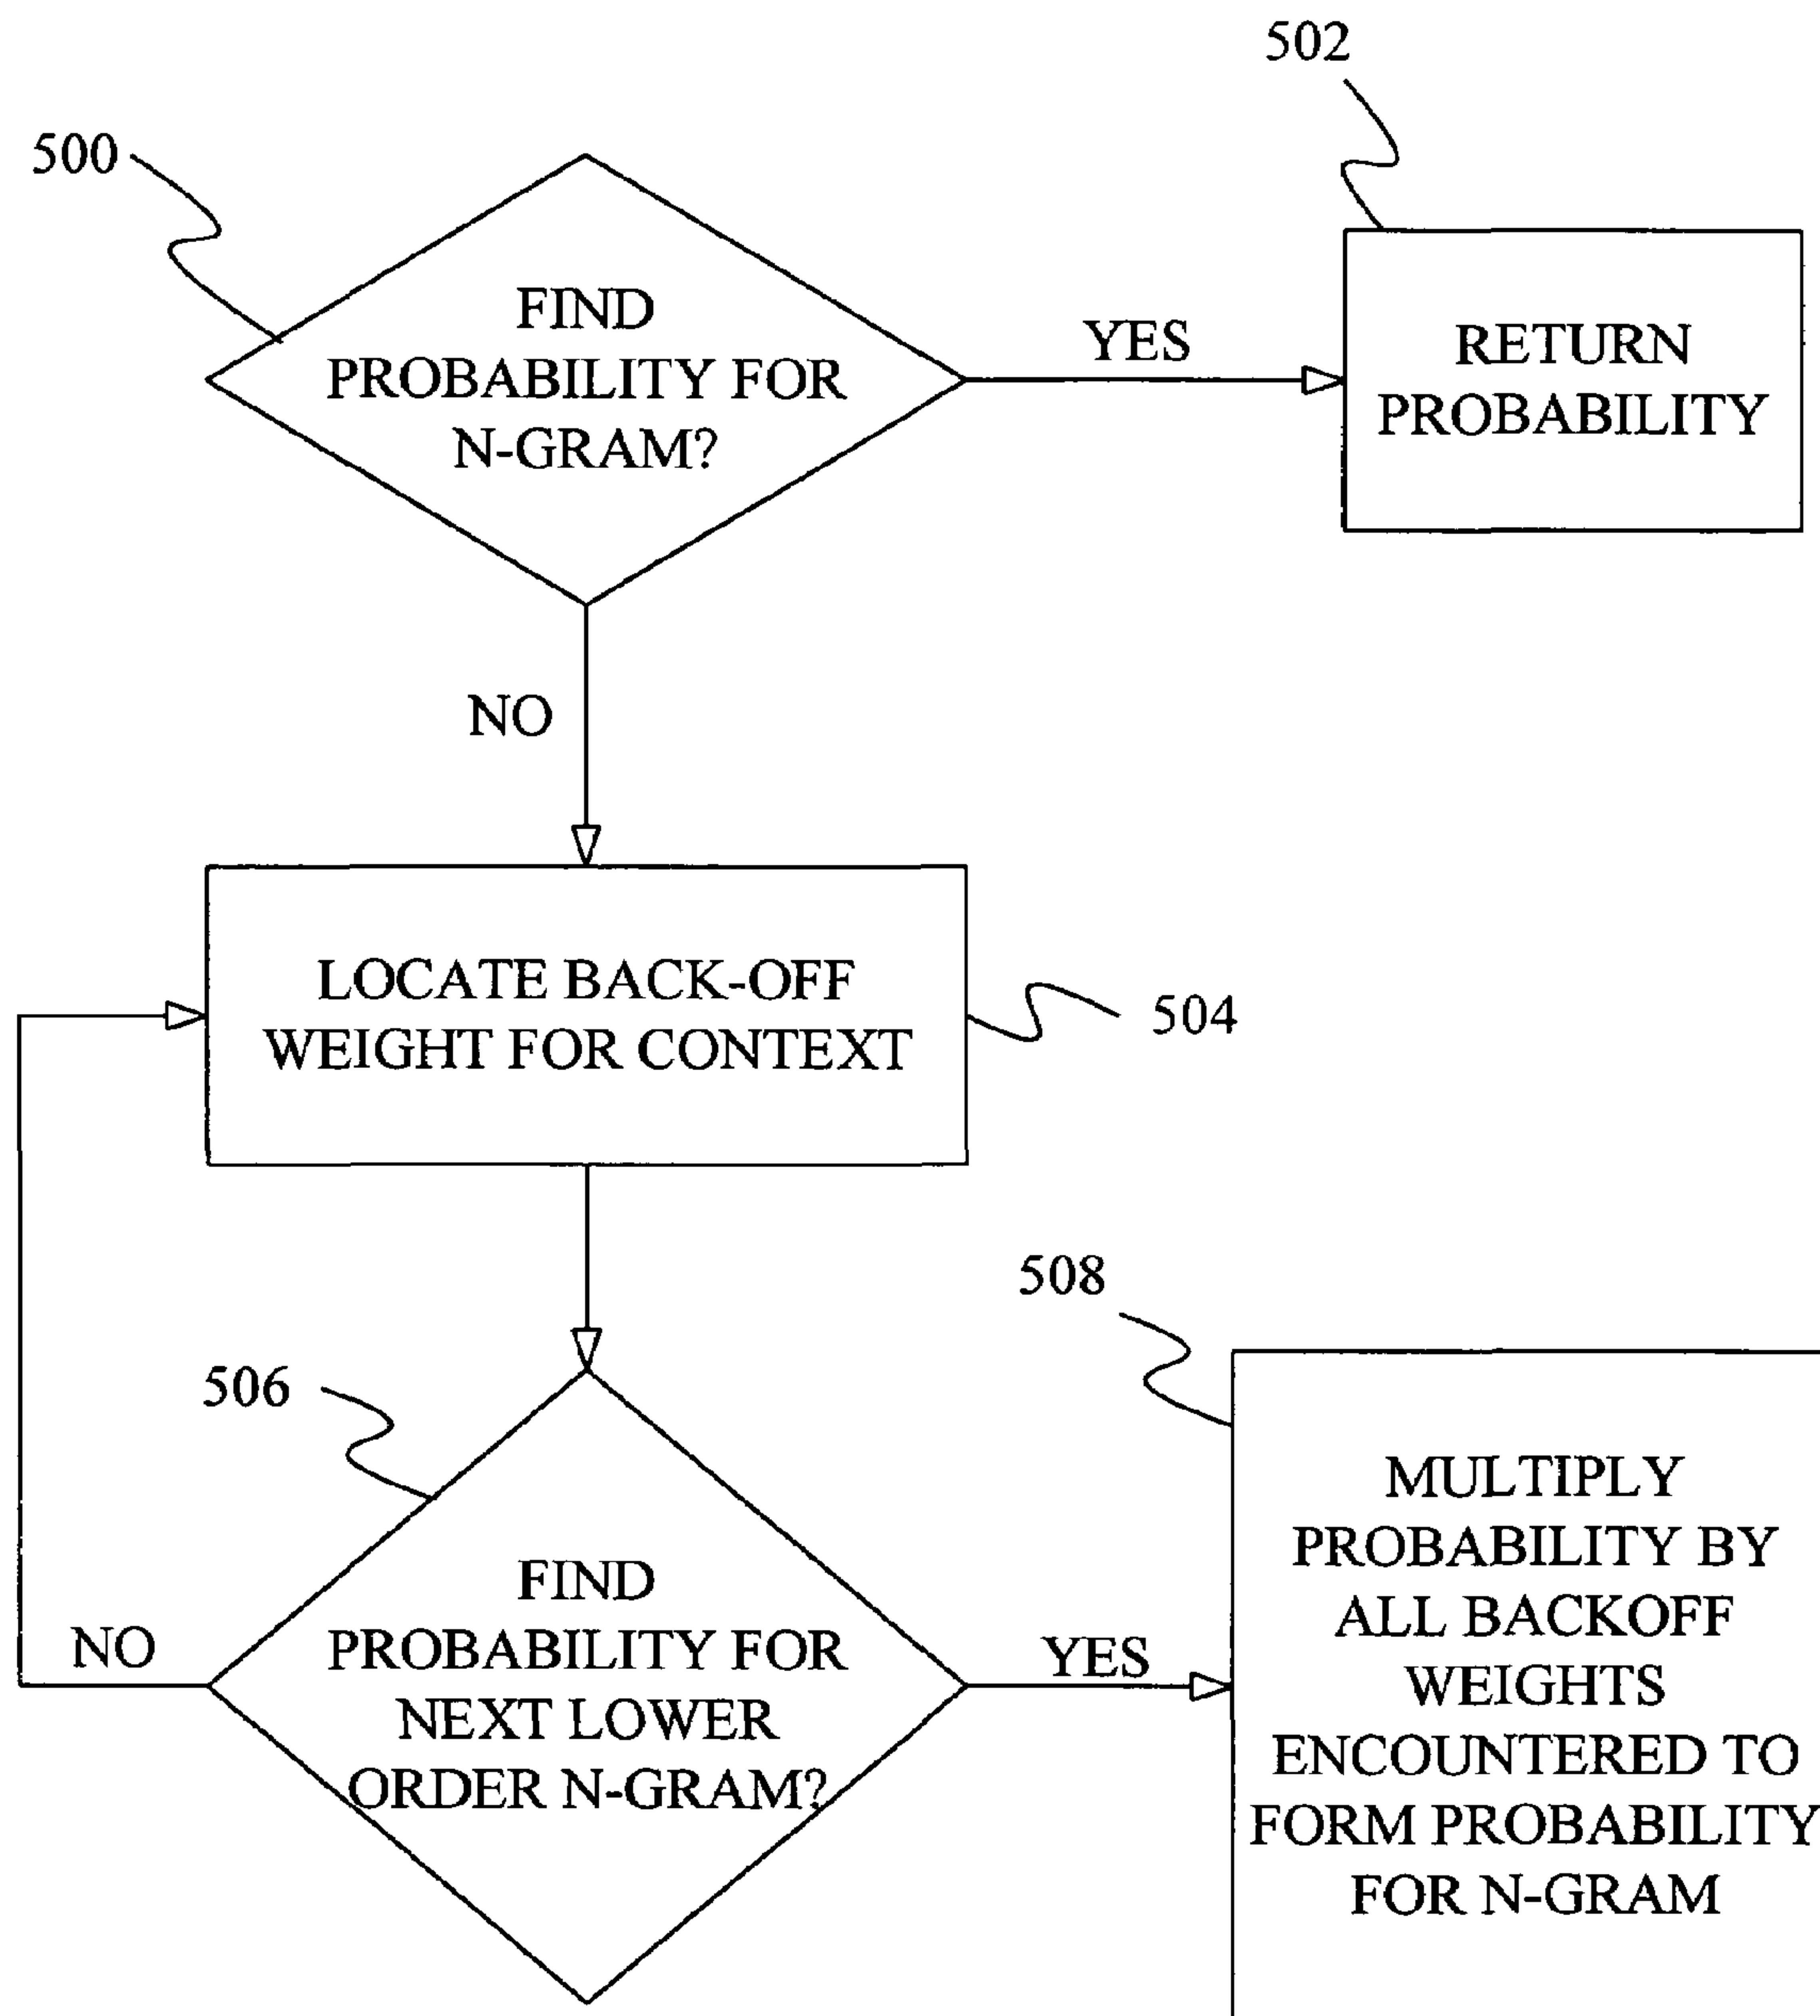 502
500
FIND
PROBABILITY FOR
N-GRAM?
YES
RETURN
PROBABILITY
NO
LOCATE BACK-OFF
WEIGHT FOR CONTEXT
504
508
506
FIND
PROBABILITY FOR
NEXT LOWER
ORDER N-GRAM?
NO
YES
MULTIPLY
PROBABILITY BY
ALL BACKOFF
WEIGHTS
ENCOUNTERED TO
FORM PROBABILITY
FOR N-GRAM